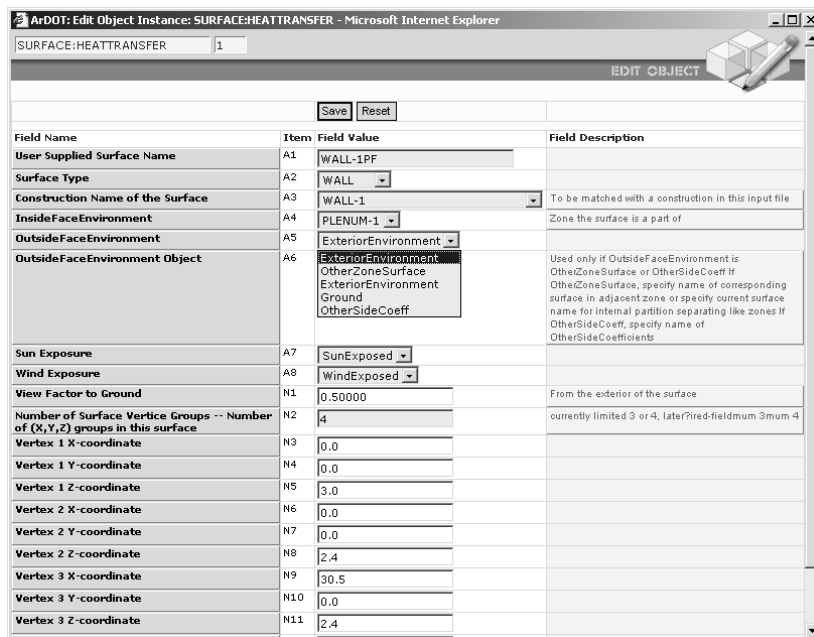 ArDOT: Edit Object Instance: SURFACE:HEATTRANSFER - Microsoft Internet Explorer
SURFACE:HEATTRANSFER 1
EDIT OBJECT
Save Reset
Field Name Item Field Value Field Description
User Supplied Surface Name A1 WALL-1PF
Surface Type A2 WALL
Construction Name of the Surface A3 WALL-1 To be matched with a construction in this input file
InsideFaceEnvironment A4 PLENUM-1 Zone the surface is a part of
OutsideFaceEnvironment A5 ExteriorEnvironment
OutsideFaceEnvironment Object A6
ExteriorEnvironment
OtherZoneSurface
ExteriorEnvironment
Ground
OtherSideCoeff
Used only if OutsideFaceEnvironment is
OtherZoneSurface or OtherSideCoeff If
OtherZoneSurface, specify name of corresponding
surface in adjacent zone or specify current surface
name for internal partition separating like zones If
OtherSideCoeff, specify name of
OtherSideCoefficients
Sun Exposure A7 SunExposed
Wind Exposure A8 WindExposed
View Factor to Ground N1 0.50000 From the exterior of the surface
Number of Surface Vertice Groups -- Number
of (X,Y,Z) groups in this surface N2 4 currently limited 3 or 4, later?ired-fieldmum 3mum 4
Vertex 1 X-coordinate N3 0.0
Vertex 1 Y-coordinate N4 0.0
Vertex 1 Z-coordinate N5 3.0
Vertex 2 X-coordinate N6 0.0
Vertex 2 Y-coordinate N7 0.0
Vertex 2 Z-coordinate N8 2.4
Vertex 3 X-coordinate N9 30.5
Vertex 3 Y-coordinate N10 0.0
Vertex 3 Z-coordinate N11 2.4